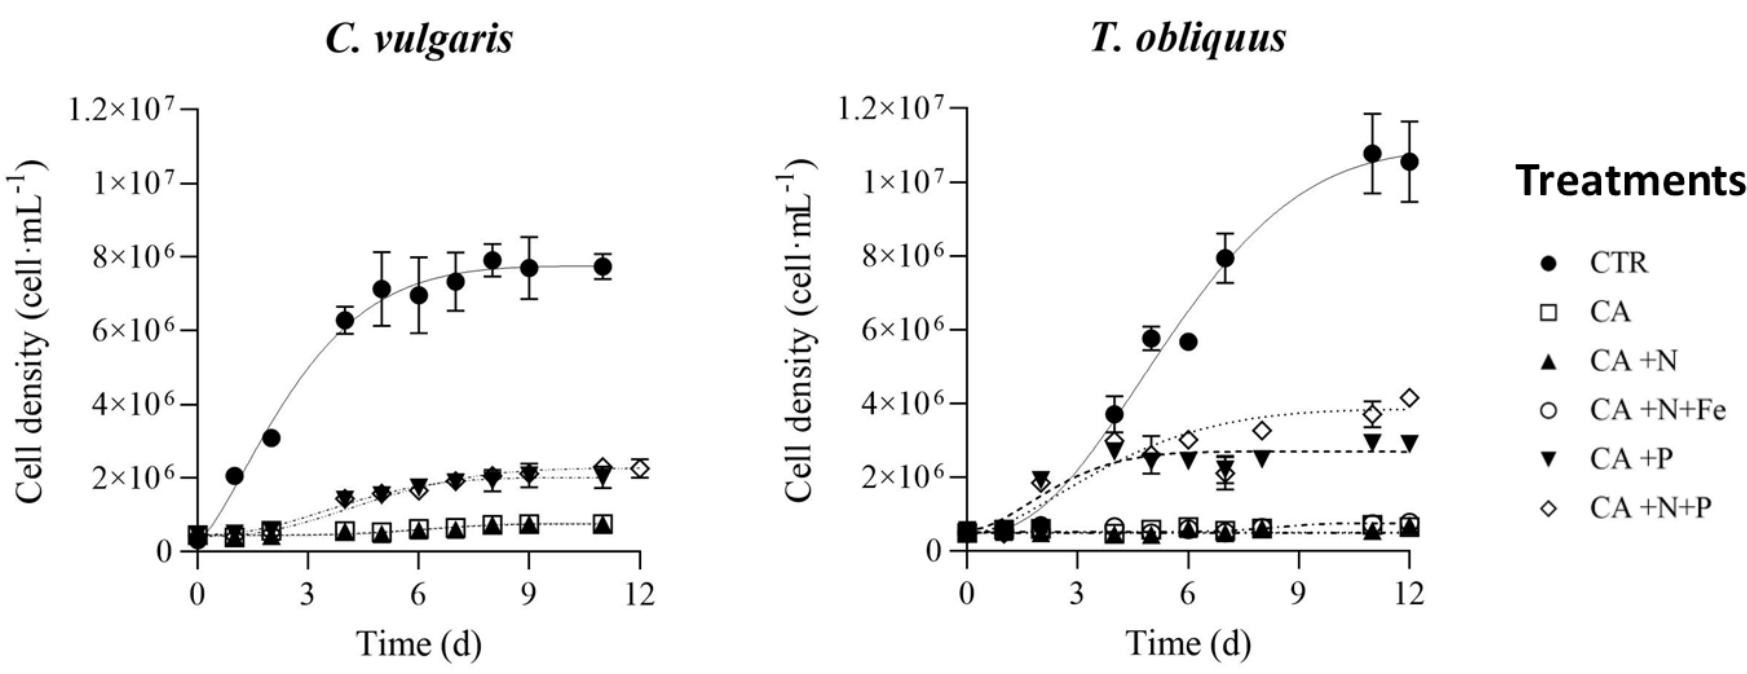 C. vulgaris
1.2×10⁷
1×10⁷
8×10⁶
6×10⁶
4×10⁶
2×10⁶
0
Cell density (cell·mL⁻¹)
0 3 6 9 12
Time (d)
T. obliquus
1.2×10⁷
1×10⁷
8×10⁶
6×10⁶
4×10⁶
2×10⁶
0
Cell density (cell·mL⁻¹)
0 3 6 9 12
Time (d)
Treatments
CTR
CA
CA +N
CA +N+Fe
CA +P
CA +N+P